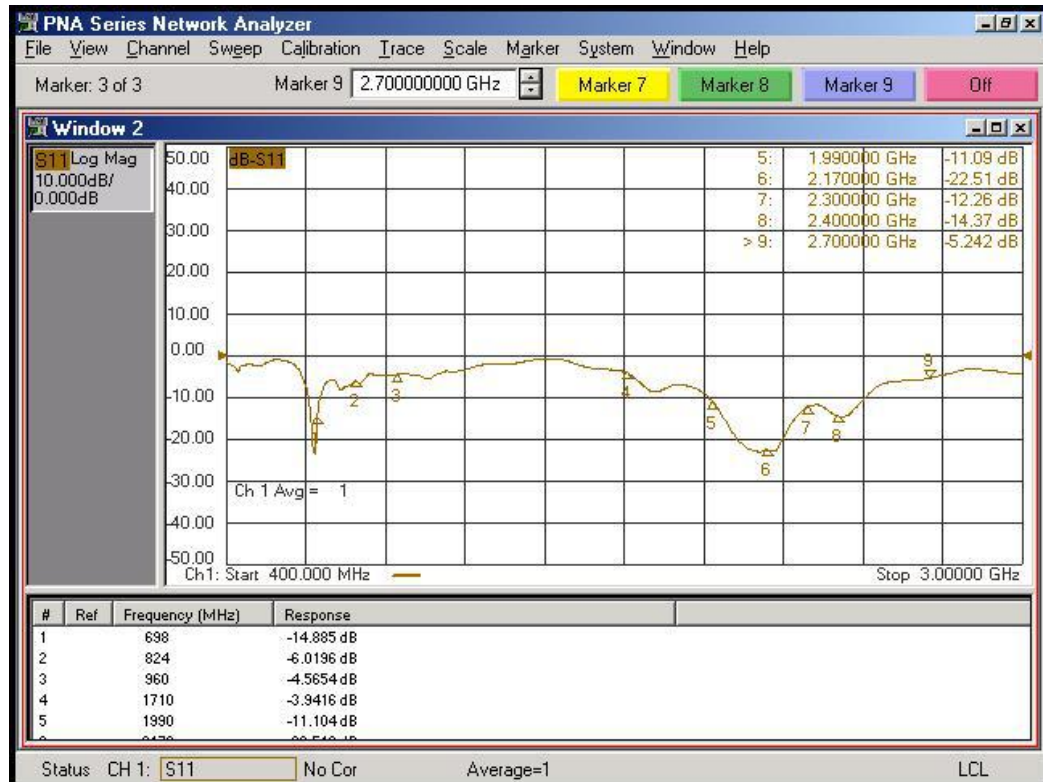 PNA Series Network Analyzer
File View Channel Sweep Calibration Trace Scale Marker System Window Help
Marker: 3 of 3 Marker 9 2.700000000 GHz Marker 7 Marker 8 Marker 9 Off
Window 2
S11 Log Mag
10.000dB/
0.000dB
dB-S11
50.00
40.00
30.00
20.00
10.00
0.00
-10.00
-20.00
-30.00
-40.00
-50.00
5: 1.990000 GHz -11.09 dB
6: 2.170000 GHz -22.51 dB
7: 2.300000 GHz -12.26 dB
8: 2.400000 GHz -14.37 dB
> 9: 2.700000 GHz -5.242 dB
2
3
4
5
6
7
8
9
Ch 1 Avg = 1
Ch1: Start 400.000 MHz Stop 3.00000 GHz
# Ref Frequency (MHz) Response
1 698 -14.885 dB
2 824 -6.0196 dB
3 960 -4.5654 dB
4 1710 -3.9416 dB
5 1990 -11.104 dB
Status CH 1: S11 No Cor Average=1 LCL